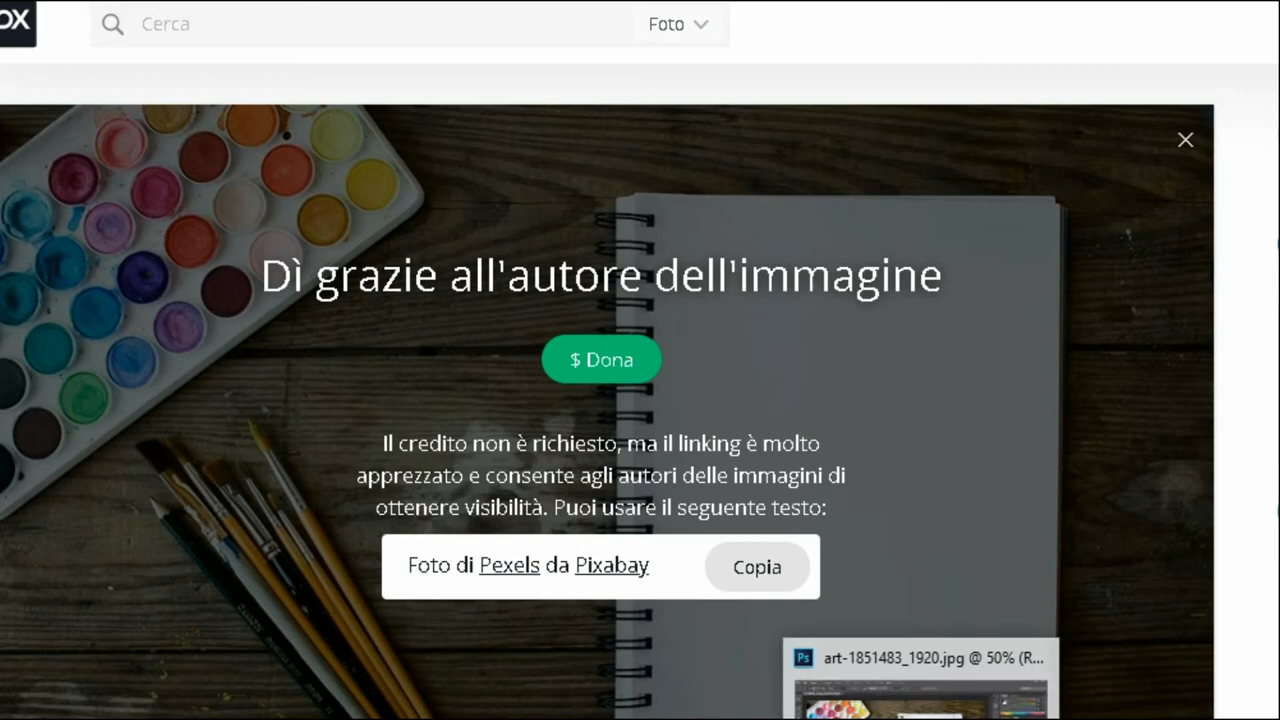 OX
Cerca
Foto
Dì grazie all'autore dell'immagine
$ Dona
Il credito non è richiesto, ma il linking è molto
apprezzato e consente agli autori delle immagini di
ottenere visibilità. Puoi usare il seguente testo:
Foto di Pexels da Pixabay
Copia
Ps art-1851483_1920.jpg @ 50% (R...